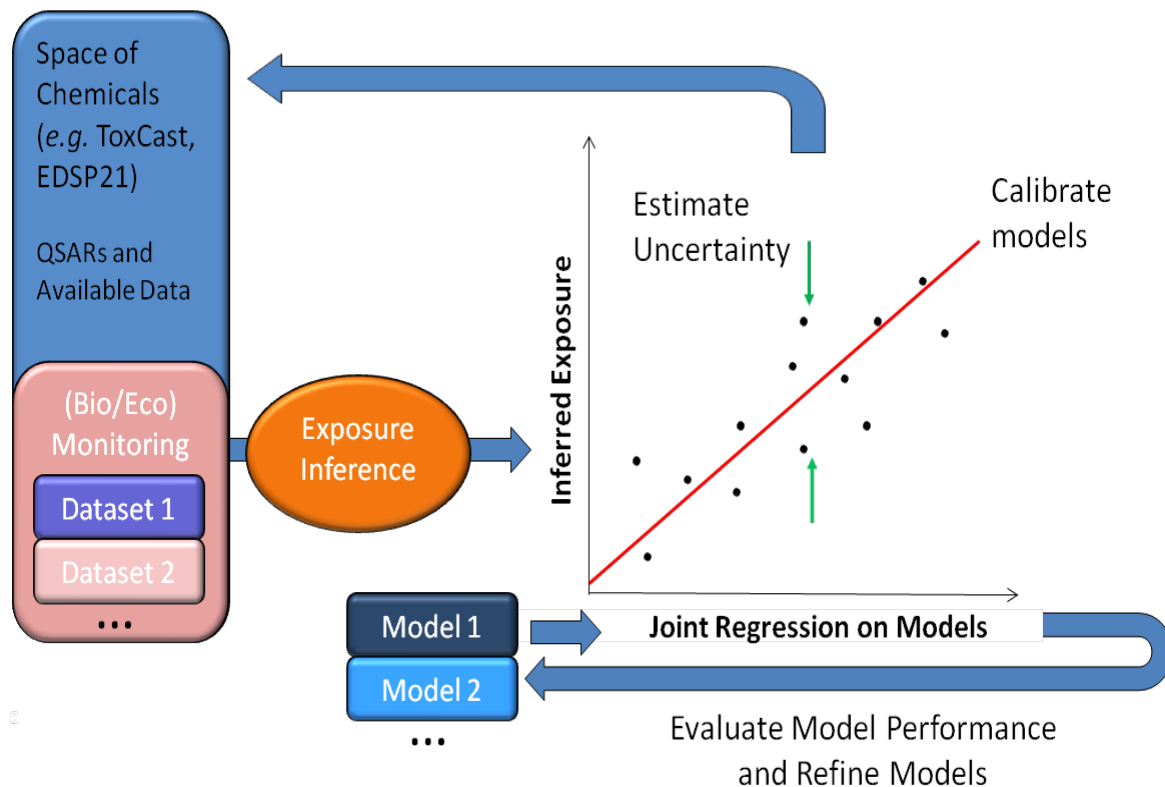 Space of
Chemicals
(e.g. ToxCast,
EDSP21)
QSARs and
Available Data
(Bio/Eco)
Monitoring
Dataset 1
Dataset 2
...
Exposure
Inference
Estimate
Uncertainty
Calibrate
models
Inferred Exposure
Joint Regression on Models
Model 1
Model 2
...
Evaluate Model Performance
and Refine Models